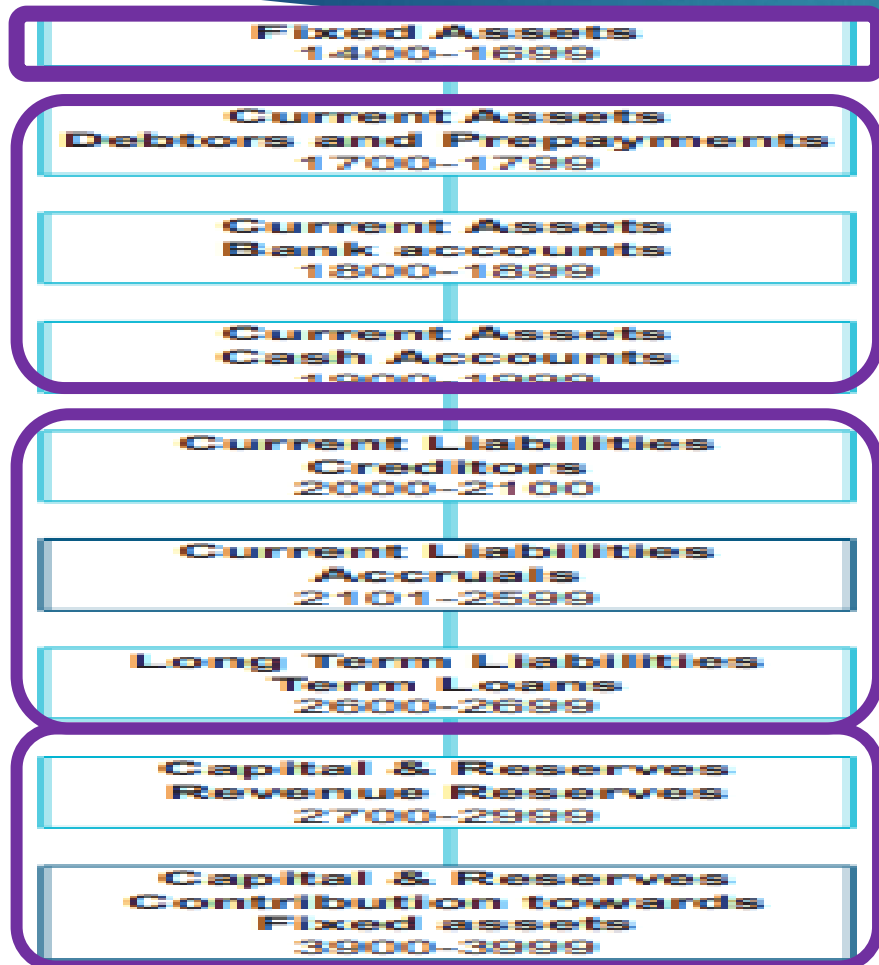 Fixed Assets
1400-1699
Current Assets
Debtors and Prepayments
1700-1799
Current Assets
Bank accounts
1800-1899
Current Assets
Cash Accounts
1900-1999
Current Liabilities
Creditors
2000-2100
Current Liabilities
Accruals
2101-2599
Long Term Liabilities
Term Loans
2600-2699
Capital & Reserves
Revenue Reserves
2700-2999
Capital & Reserves
Contribution towards
Fixed assets
3900-3999